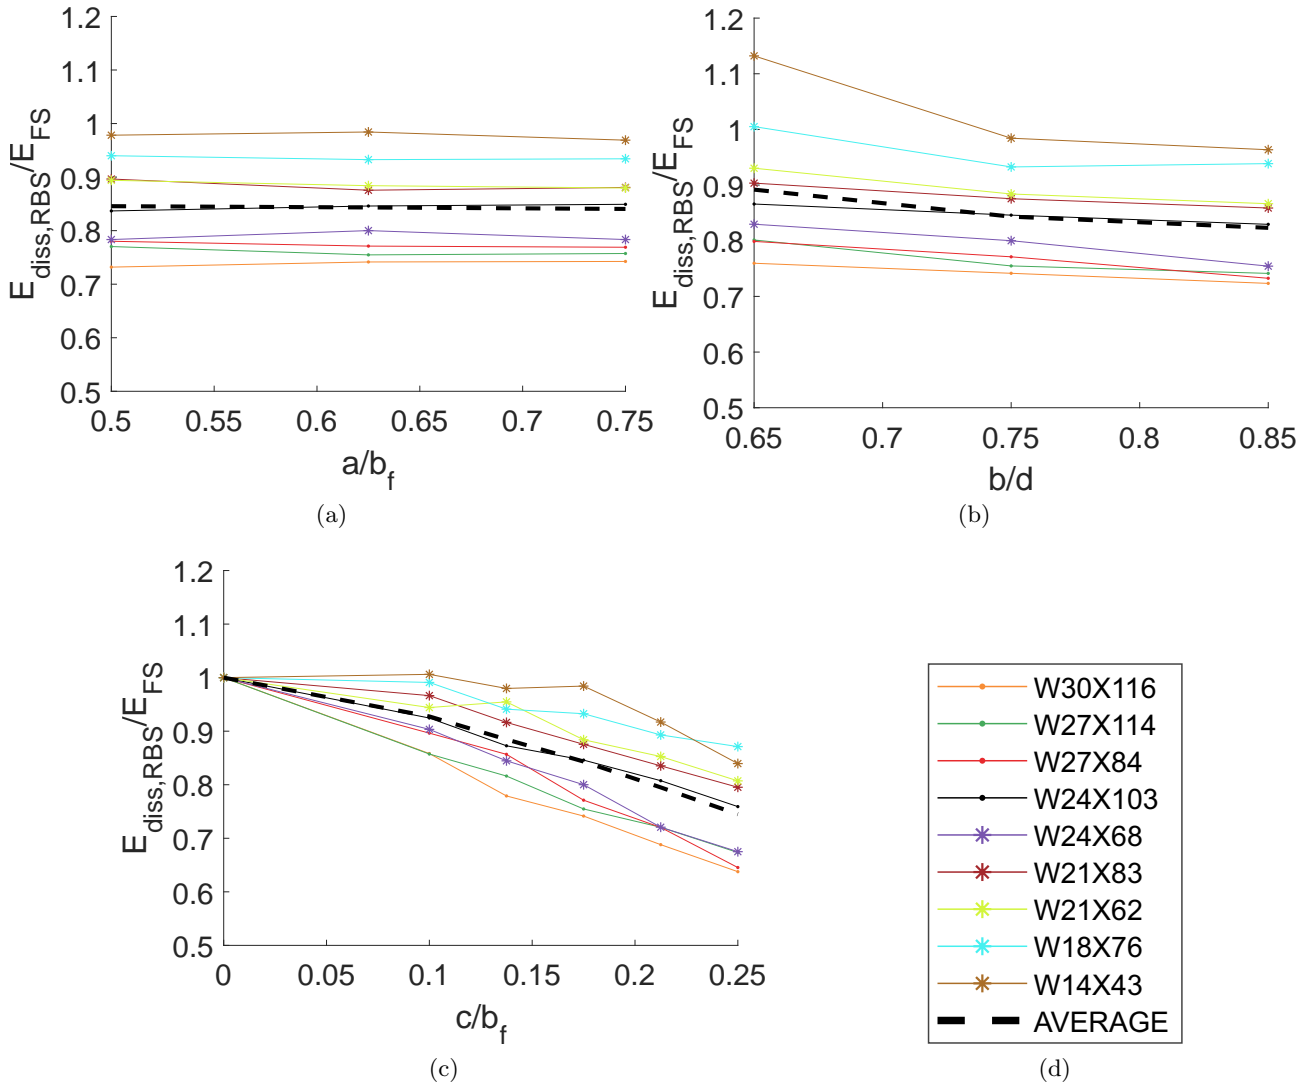 1.2
1.1
1
0.9
0.8
0.7
0.6
0.5
E_diss,RBS/E_FS
0.5 0.55 0.6 0.65 0.7 0.75
a/b_f
(a)
1.2
1.1
1
0.9
0.8
0.7
0.6
0.5
E_diss,RBS/E_FS
0.65 0.7 0.75 0.8 0.85
b/d
(b)
1.2
1.1
1
0.9
0.8
0.7
0.6
0.5
E_diss,RBS/E_FS
0 0.05 0.1 0.15 0.2 0.25
c/b_f
(c)
W30X116
W27X114
W27X84
W24X103
W24X68
W21X83
W21X62
W18X76
W14X43
AVERAGE
(d)